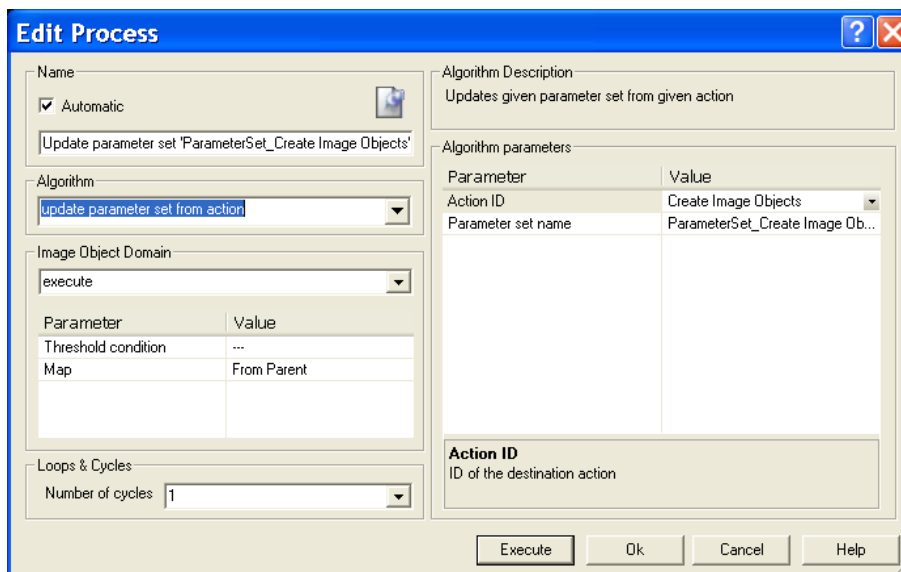 Edit Process
Name
Automatic
Update parameter set 'ParameterSet_Create Image Objects'
Algorithm
update parameter set from action
Image Object Domain
execute
Parameter Value
Threshold condition ---
Map From Parent
Loops & Cycles
Number of cycles 1
Algorithm Description
Updates given parameter set from given action
Algorithm parameters
Parameter Value
Action ID Create Image Objects
Parameter set name ParameterSet_Create Image Ob...
Action ID
ID of the destination action
Execute Ok Cancel Help